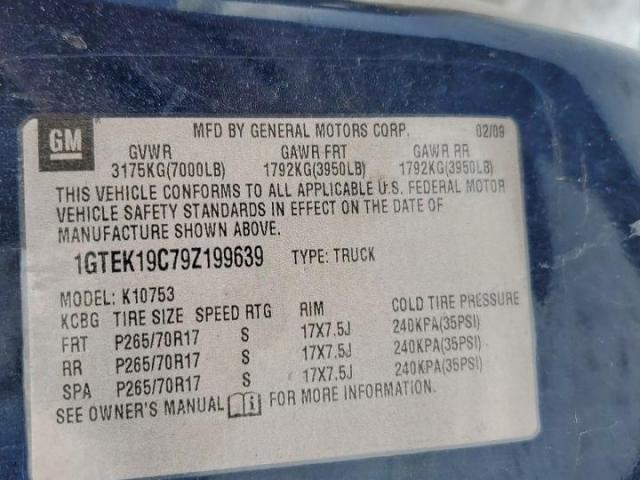 GM
MFD BY GENERAL MOTORS CORP. 02/09
GVWR GAWR FRT GAWR RR
3175KG(7000LB) 1792KG(3950LB) 1792KG(3950LB)
THIS VEHICLE CONFORMS TO ALL APPLICABLE U.S. FEDERAL MOTOR
VEHICLE SAFETY STANDARDS IN EFFECT ON THE DATE OF
MANUFACTURE SHOWN ABOVE.
1GTEK19C79Z199639 TYPE: TRUCK
MODEL: K10753
KCBG TIRE SIZE SPEED RTG RIM COLD TIRE PRESSURE
FRT P265/70R17 S 17X7.5J 240KPA(35PSI)
RR P265/70R17 S 17X7.5J 240KPA(35PSI)
SPA P265/70R17 S 17X7.5J 240KPA(35PSI)
SEE OWNER'S MANUAL i FOR MORE INFORMATION.